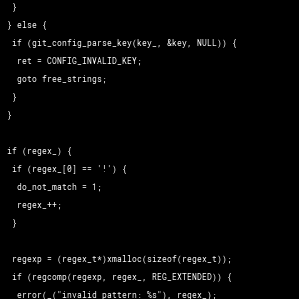 }
} else {
if (git_config_parse_key(key_, &key, NULL)) {
ret = CONFIG_INVALID_KEY;
goto free_strings;
}
}
if (regex_) {
if (regex_[0] == '!') {
do_not_match = 1;
regex_++;
}
regexp = (regex_t*)xmalloc(sizeof(regex_t));
if (regcomp(regexp, regex_, REG_EXTENDED)) {
error(_("invalid pattern: %s"), regex_);